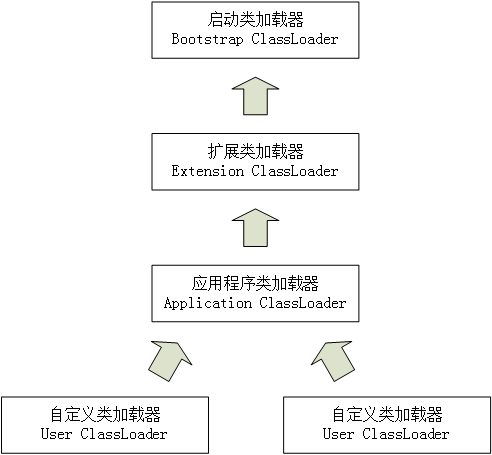 启动类加载器
Bootstrap ClassLoader
扩展类加载器
Extension ClassLoader
应用程序类加载器
Application ClassLoader
自定义类加载器
User ClassLoader
自定义类加载器
User ClassLoader